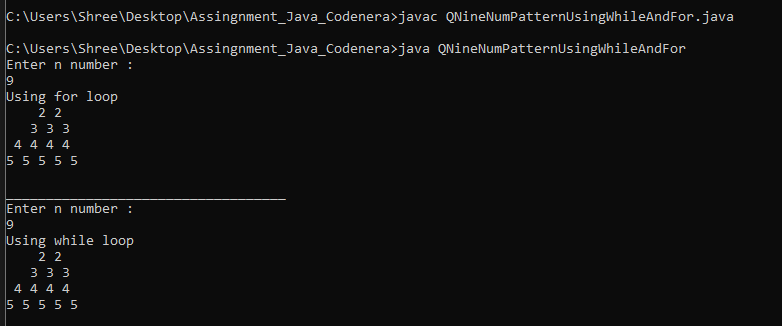 C:\Users\Shree\Desktop\Assingnment_Java_Codenera>javac QNineNumPatternUsingWhileAndFor.java
C:\Users\Shree\Desktop\Assingnment_Java_Codenera>java QNineNumPatternUsingWhileAndFor
Enter n number :
9
Using for loop
    2 2
   3 3 3
 4 4 4 4
5 5 5 5 5
___________________________________
Enter n number :
9
Using while loop
    2 2
   3 3 3
 4 4 4 4
5 5 5 5 5